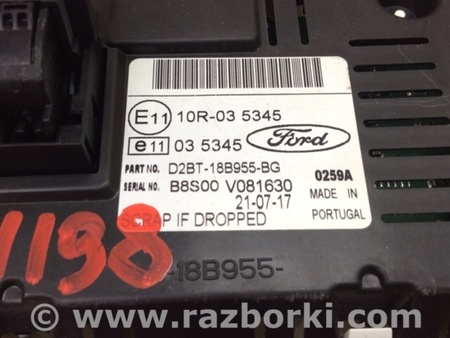 E11 10R-03 5345
e11 03 5345 Ford
PART NO. D2BT-18B955-BG 0259A
SERIAL NO. B8S00 V081630 MADE IN
21-07-17 PORTUGAL
SCRAP IF DROPPED
1198
-18B955-
© www.razborki.com